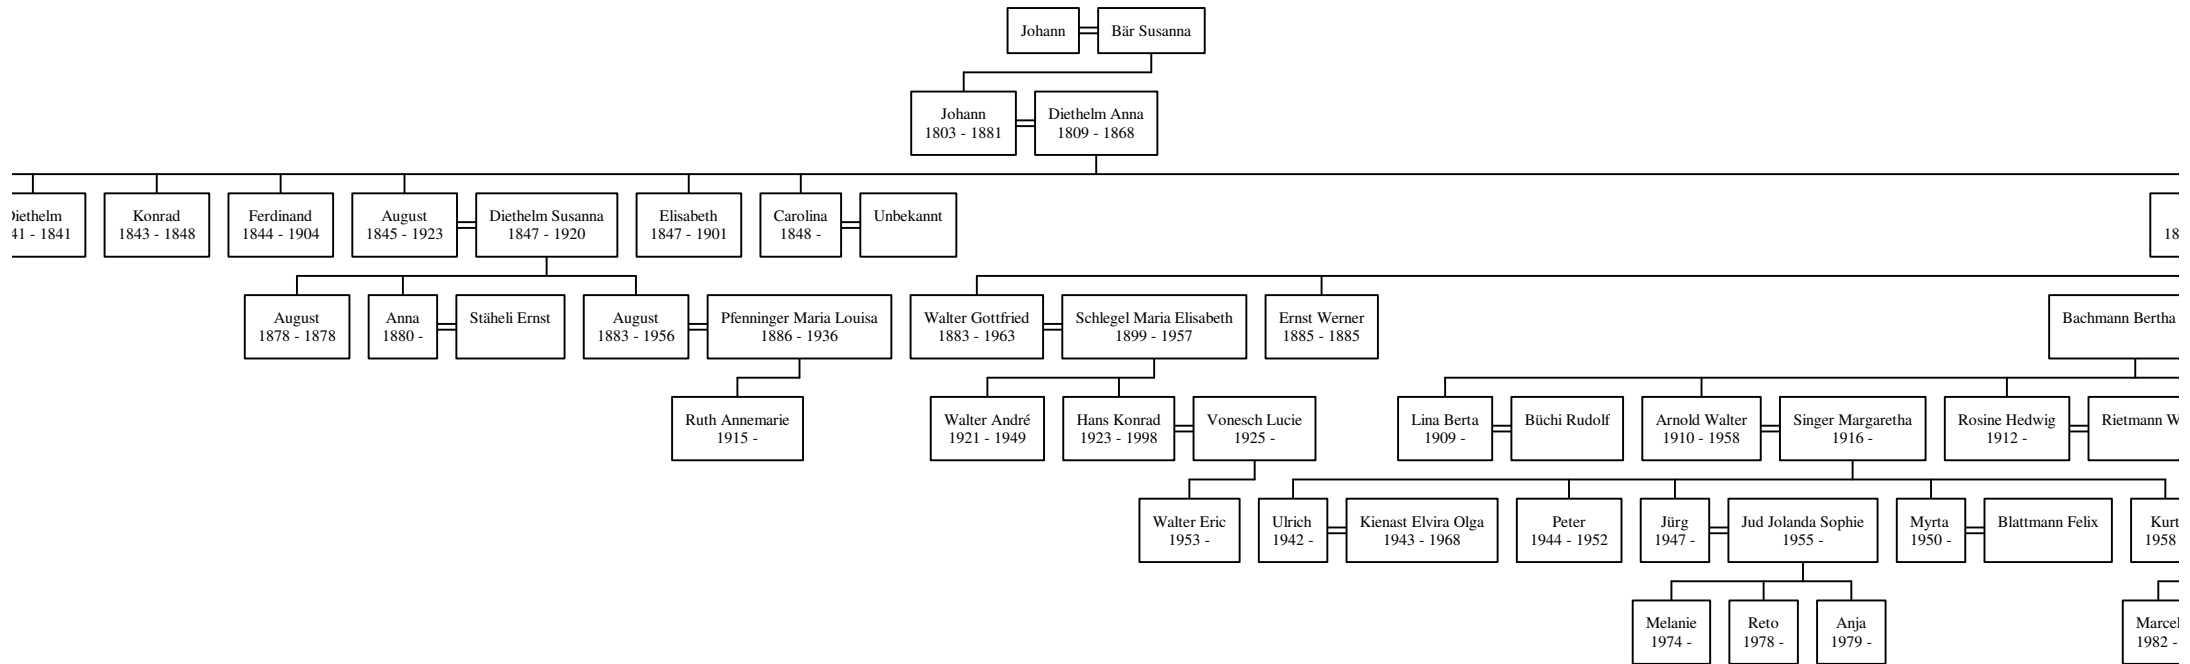 Johann
Bär Susanna
Johann
1803 - 1881
Diethelm Anna
1809 - 1868
1841
Konrad
1843 - 1848
Ferdinand
1844 - 1904
August
1845 - 1923
Diethelm Susanna
1847 - 1920
Elisabeth
1847 - 1901
Carolina
1848 -
Unbekannt
August
1878 - 1878
Anna
1880 -
Stäheli Ernst
August
1883 - 1956
Pfenninger Maria Louisa
1886 - 1936
Walter Gottfried
1883 - 1963
Schlegel Maria Elisabeth
1899 - 1957
Ernst Werner
1885 - 1885
Bachmann Bertha
Ruth Annemarie
1915 -
Walter André
1921 - 1949
Hans Konrad
1923 - 1998
Vonesch Lucie
1925 -
Lina Berta
1909 -
Büchi Rudolf
Arnold Walter
1910 - 1958
Singer Margaretha
1916 -
Rosine Hedwig
1912 -
Rietmann
Walter Eric
1953 -
Ulrich
1942 -
Kienast Elvira Olga
1943 - 1968
Peter
1944 - 1952
Jürg
1947 -
Jud Jolanda Sophie
1955 -
Myrta
1950 -
Blattmann Felix
Kurt
1958
Melanie
1974 -
Reto
1978 -
Anja
1979 -
Marcel
1982 -